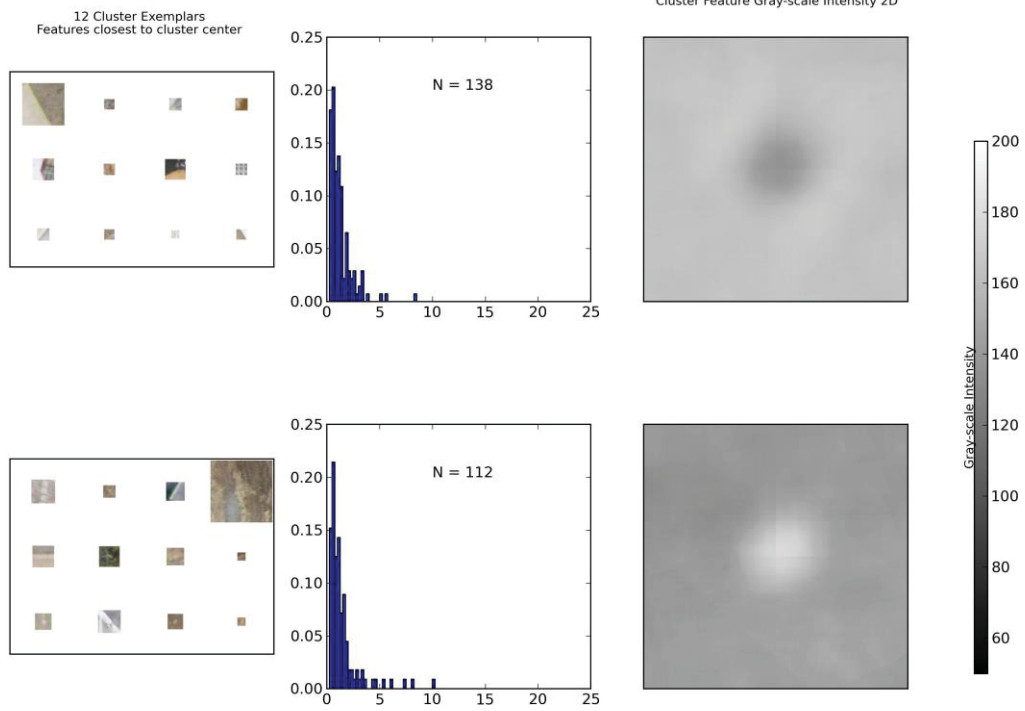 Cluster Feature Gray-scale Intensity 2D
12 Cluster Exemplars
Features closest to cluster center
0.25
0.20
0.15
0.10
0.05
0.00
N = 138
0 5 10 15 20 25
200
180
160
140
120
100
80
60
Gray-scale Intensity
0.25
0.20
0.15
0.10
0.05
0.00
N = 112
0 5 10 15 20 25